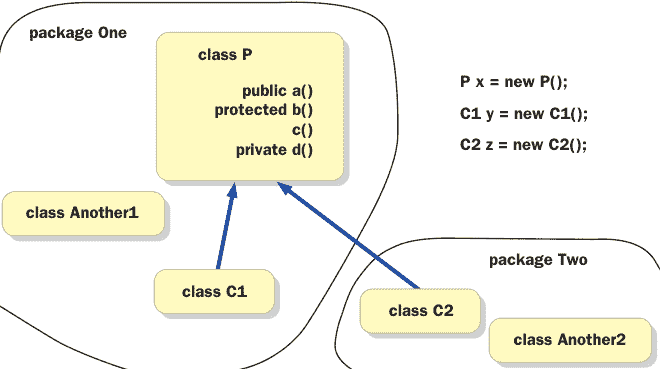 package One
class P
public a()
protected b()
c()
private d()
P x = new P();
C1 y = new C1();
C2 z = new C2();
class Another1
class C1
package Two
class C2
class Another2